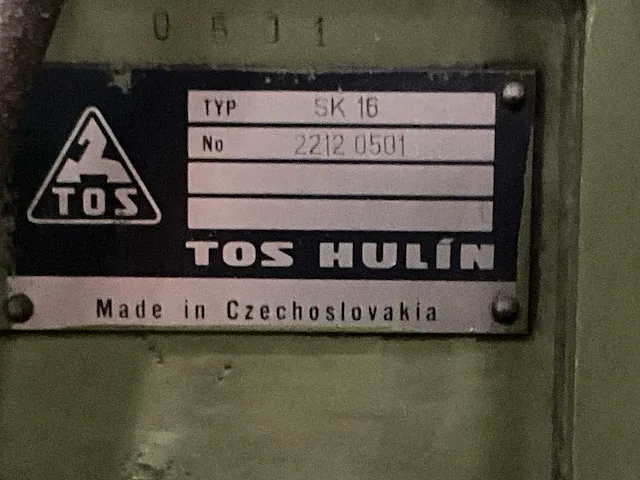 0501
TYP SK 16
No 2212 0501
TOS
TOS HULÍN
Made in Czechoslovakia